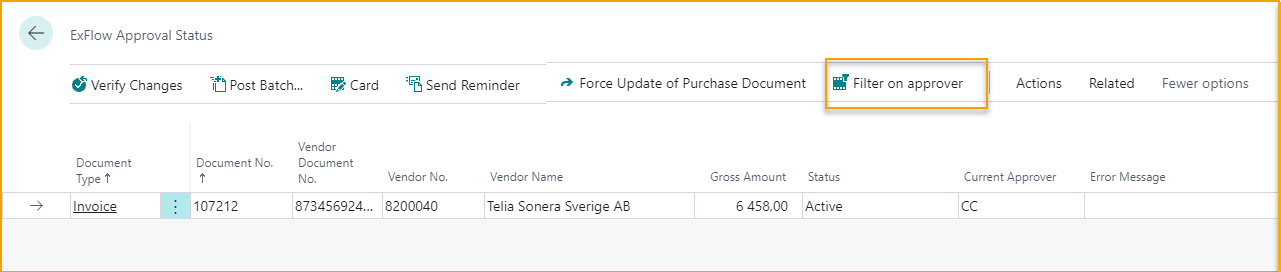 ExFlow Approval Status
Verify Changes Post Batch... Card Send Reminder Force Update of Purchase Document Filter on approver Actions Related Fewer options
Document Type ↑ Document No. ↑ Vendor Document No. Vendor No. Vendor Name Gross Amount Status Current Approver Error Message
Invoice 107212 873456924... 8200040 Telia Sonera Sverige AB 6 458,00 Active CC